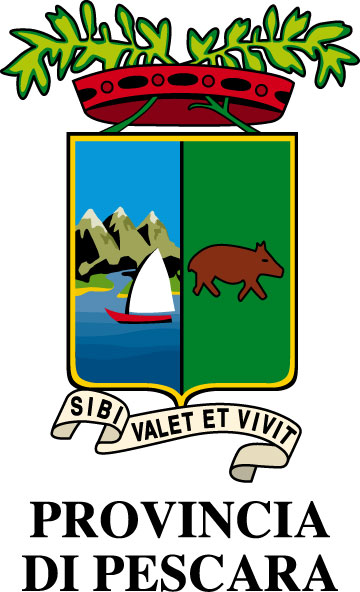 SIBI VALET ET VIVIT
PROVINCIA
DI PESCARA